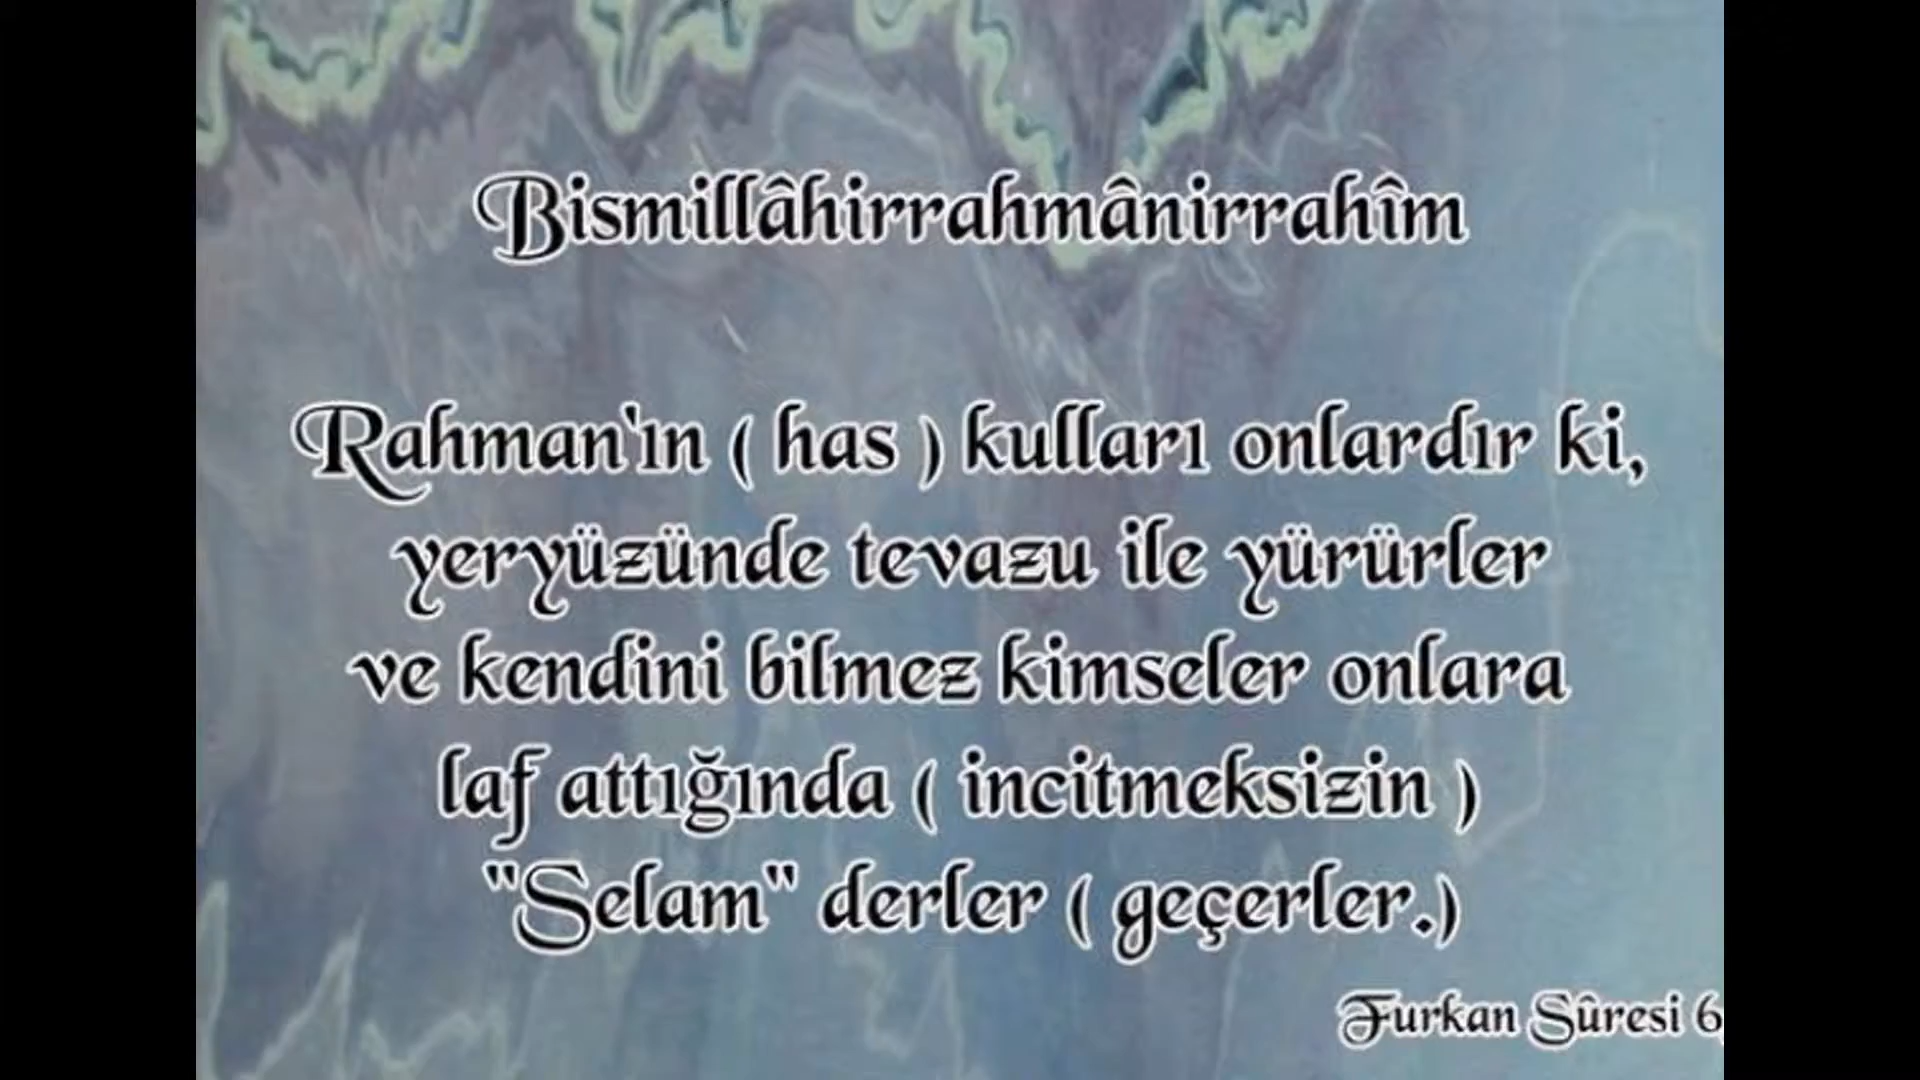 Bismillâhirrahmânirrahîm
Rahman'ın ( has ) kulları onlardır ki,
yeryüzünde tevazu ile yürürler
ve kendini bilmez kimseler onlara
laf attığında ( incitmeksizin )
"Selam" derler ( geçerler.)
Furkan Sûresi 6